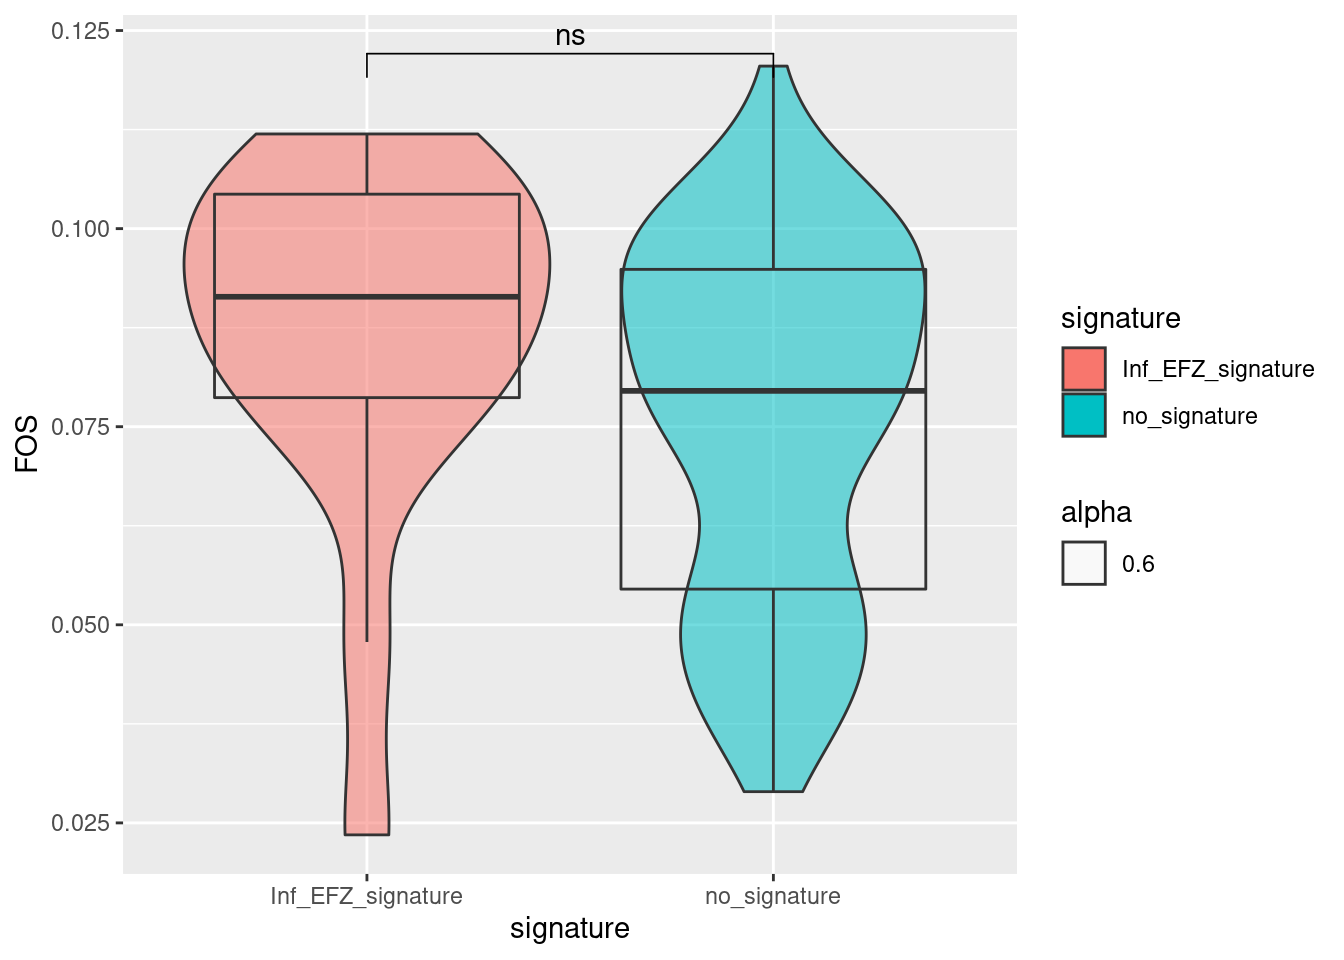 ns
0.125
0.100
0.075
0.050
0.025
FOS
Inf_EFZ_signature
no_signature
signature
signature
Inf_EFZ_signature
no_signature
alpha
0.6